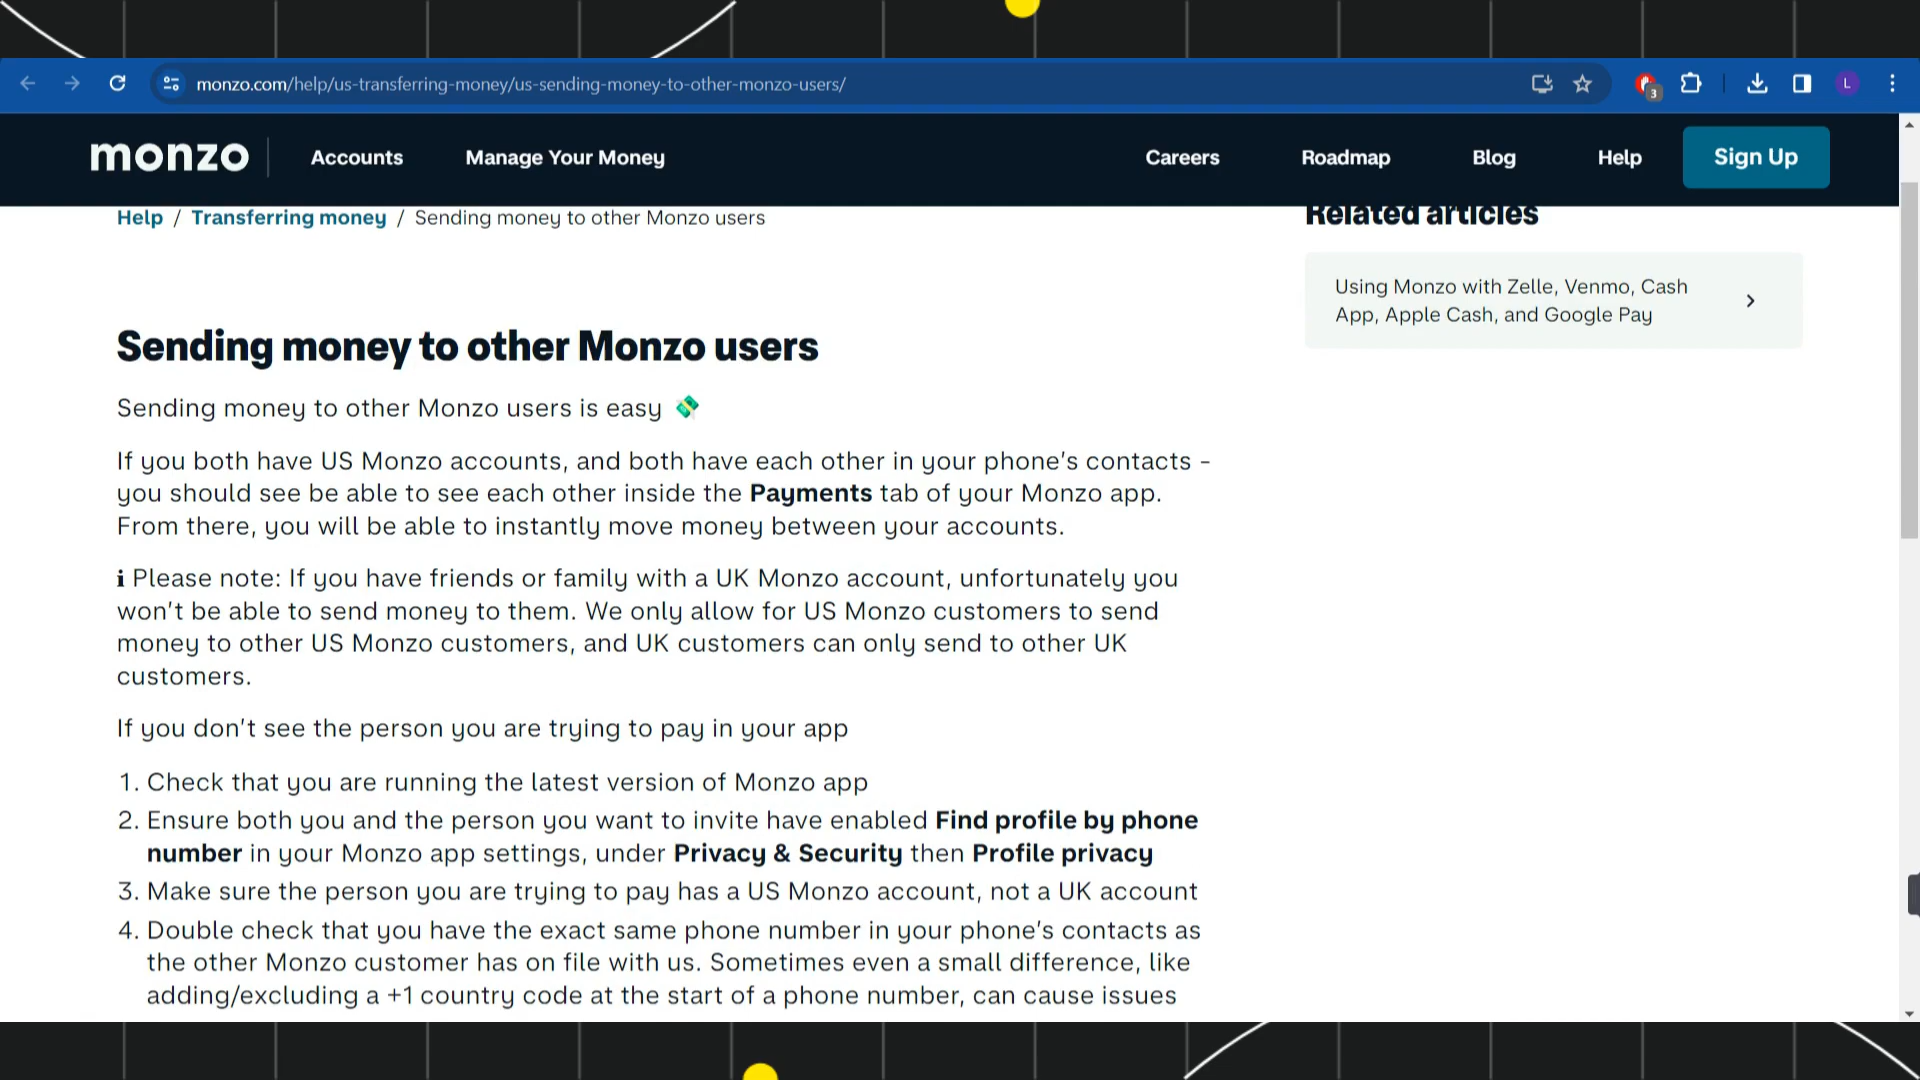 monzo.com/help/us-transferring-money/us-sending-money-to-other-monzo-users/
3
L
monzo
Accounts
Manage Your Money
Careers
Roadmap
Blog
Help
Sign Up
Help / Transferring money / Sending money to other Monzo users
Related articles
Using Monzo with Zelle, Venmo, Cash
App, Apple Cash, and Google Pay
Sending money to other Monzo users
Sending money to other Monzo users is easy 💸
If you both have US Monzo accounts, and both have each other in your phone's contacts -
you should see be able to see each other inside the Payments tab of your Monzo app.
From there, you will be able to instantly move money between your accounts.
ℹ Please note: If you have friends or family with a UK Monzo account, unfortunately you
won't be able to send money to them. We only allow for US Monzo customers to send
money to other US Monzo customers, and UK customers can only send to other UK
customers.
If you don't see the person you are trying to pay in your app
1. Check that you are running the latest version of Monzo app
2. Ensure both you and the person you want to invite have enabled Find profile by phone
number in your Monzo app settings, under Privacy & Security then Profile privacy
3. Make sure the person you are trying to pay has a US Monzo account, not a UK account
4. Double check that you have the exact same phone number in your phone's contacts as
the other Monzo customer has on file with us. Sometimes even a small difference, like
adding/excluding a +1 country code at the start of a phone number, can cause issues